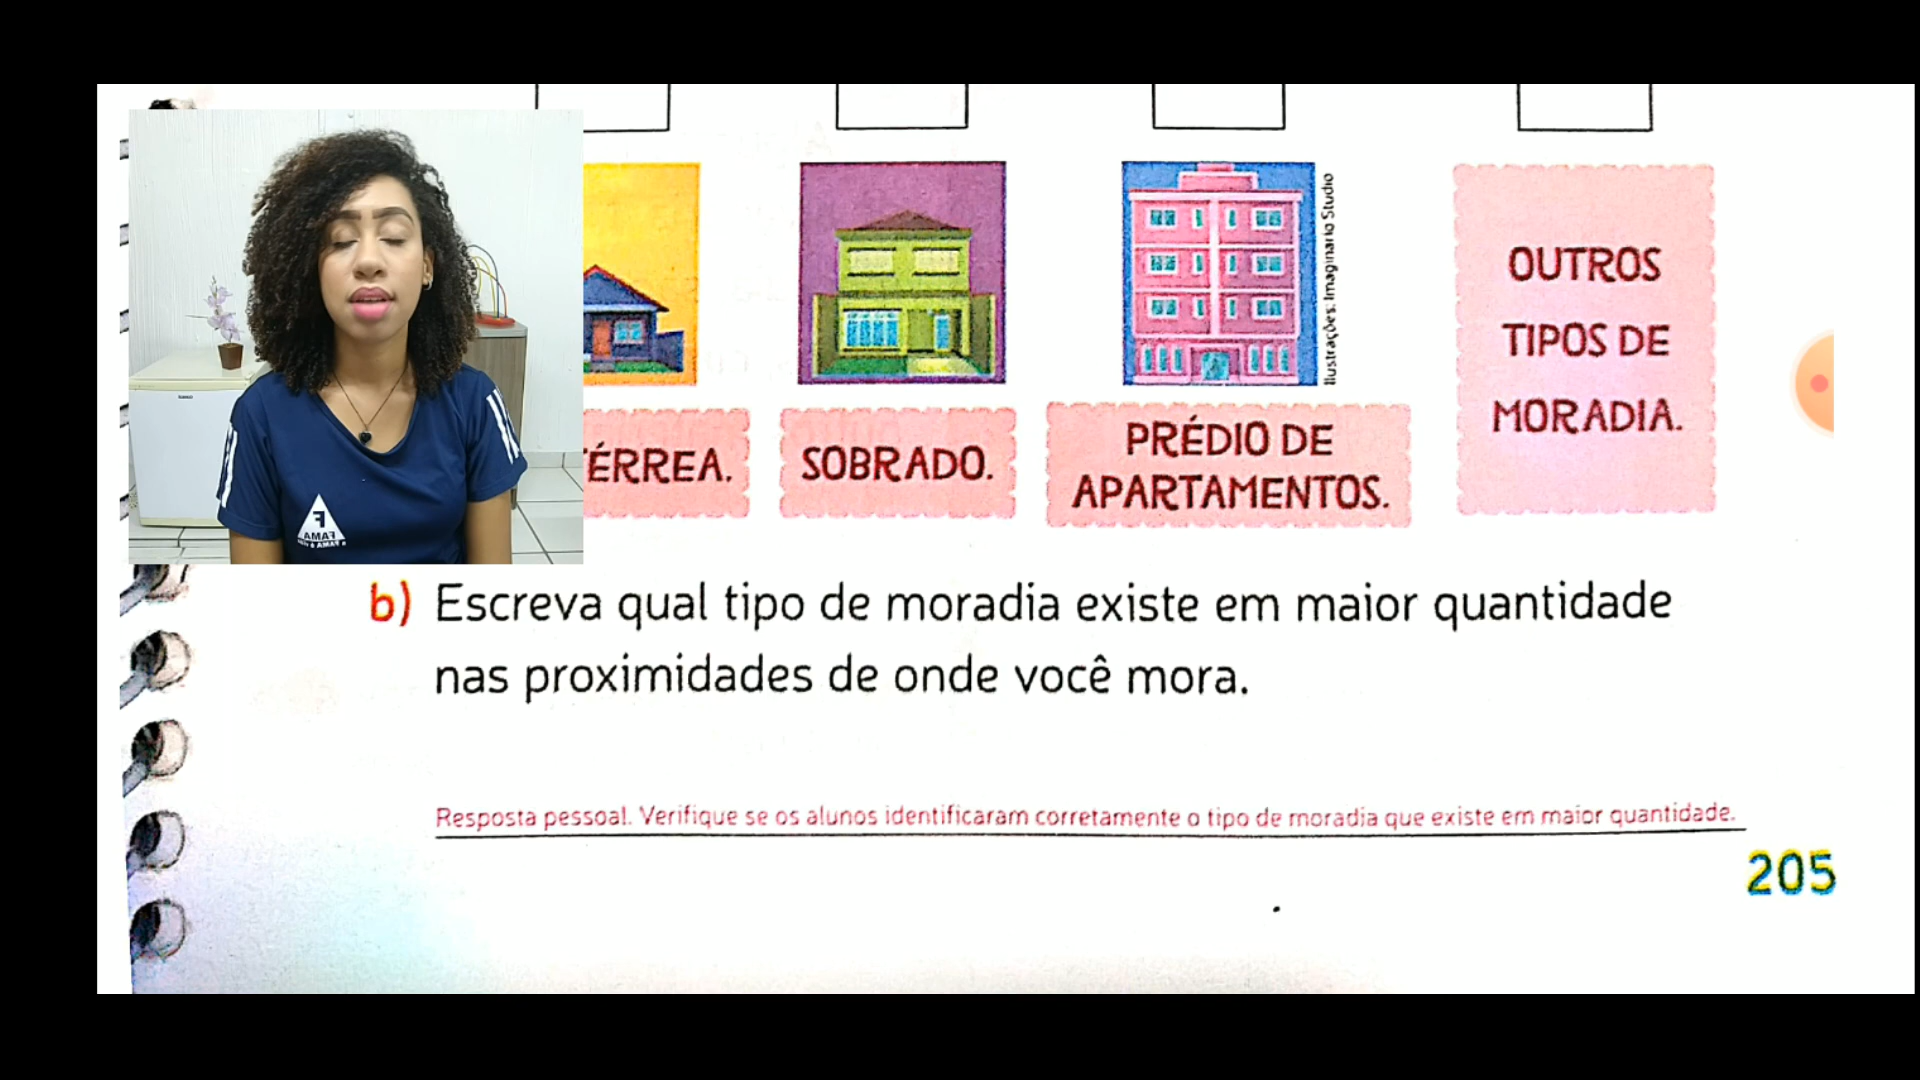 Ilustrações: Imaginario Studio
ÉRREA.
SOBRADO.
PRÉDIO DE
APARTAMENTOS.
OUTROS
TIPOS DE
MORADIA.
F
FAMA
b) Escreva qual tipo de moradia existe em maior quantidade
nas proximidades de onde você mora.
Resposta pessoal. Verifique se os alunos identificaram corretamente o tipo de moradia que existe em maior quantidade.
205